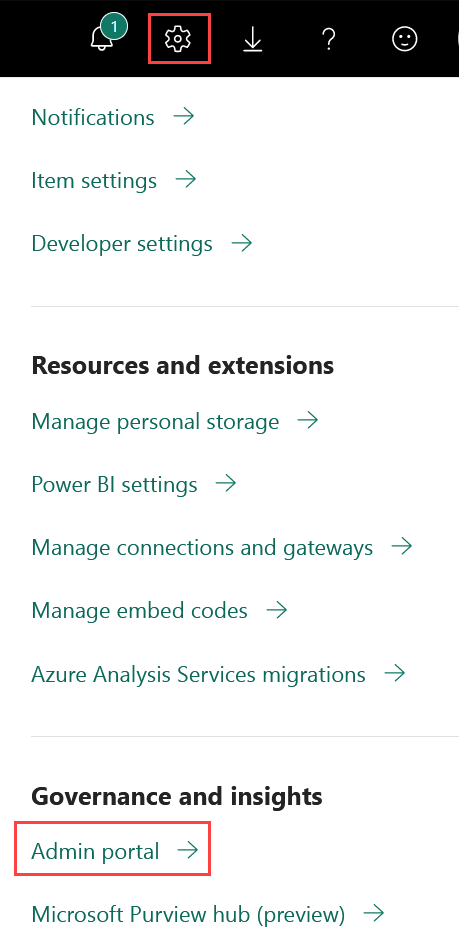 1
?
Notifications →
Item settings →
Developer settings →
Resources and extensions
Manage personal storage →
Power BI settings →
Manage connections and gateways →
Manage embed codes →
Azure Analysis Services migrations →
Governance and insights
Admin portal →
Microsoft Purview hub (preview) →